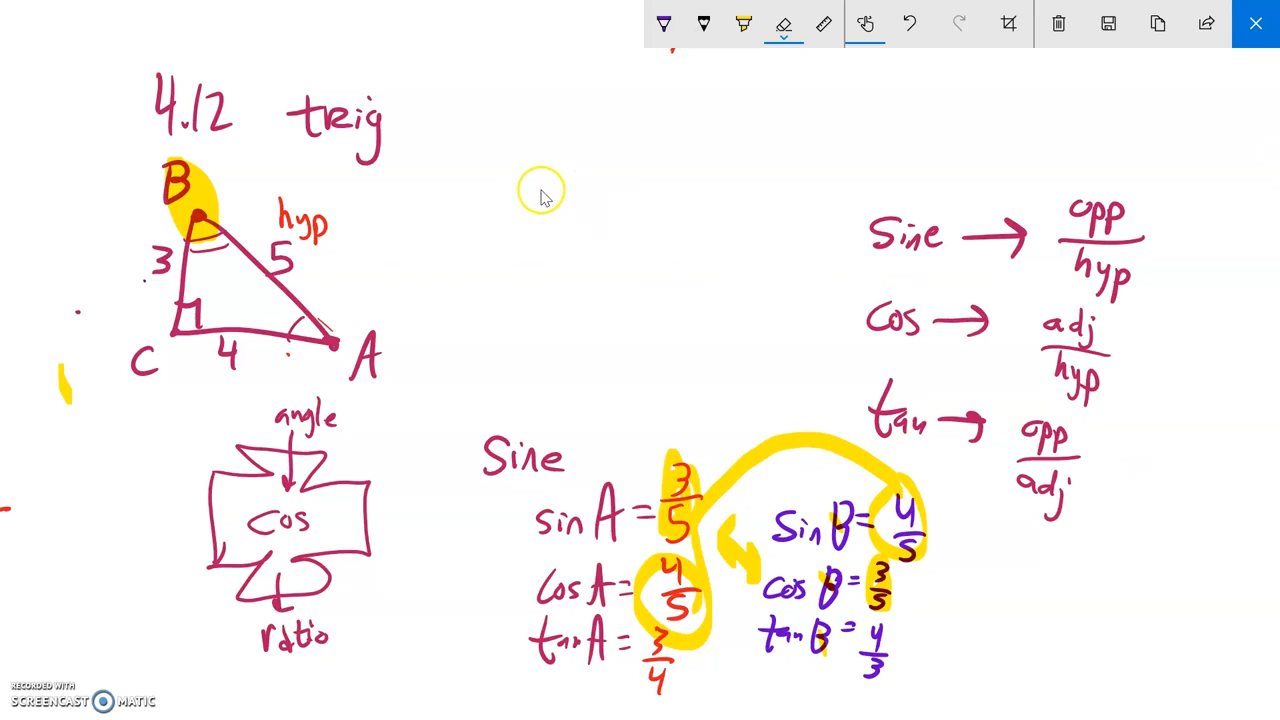 4.12 trig
B
hyp
3
5
C
4
A
angle
cos
ratio
Sine → opp/hyp
cos → adj/hyp
tan → opp/adj
Sine
sin A = 3/5
cos A = 4/5
tan A = 3/4
sin B = 4/5
cos B = 3/5
tan B = 4/3
RECORDED WITH
SCREENCAST MATIC